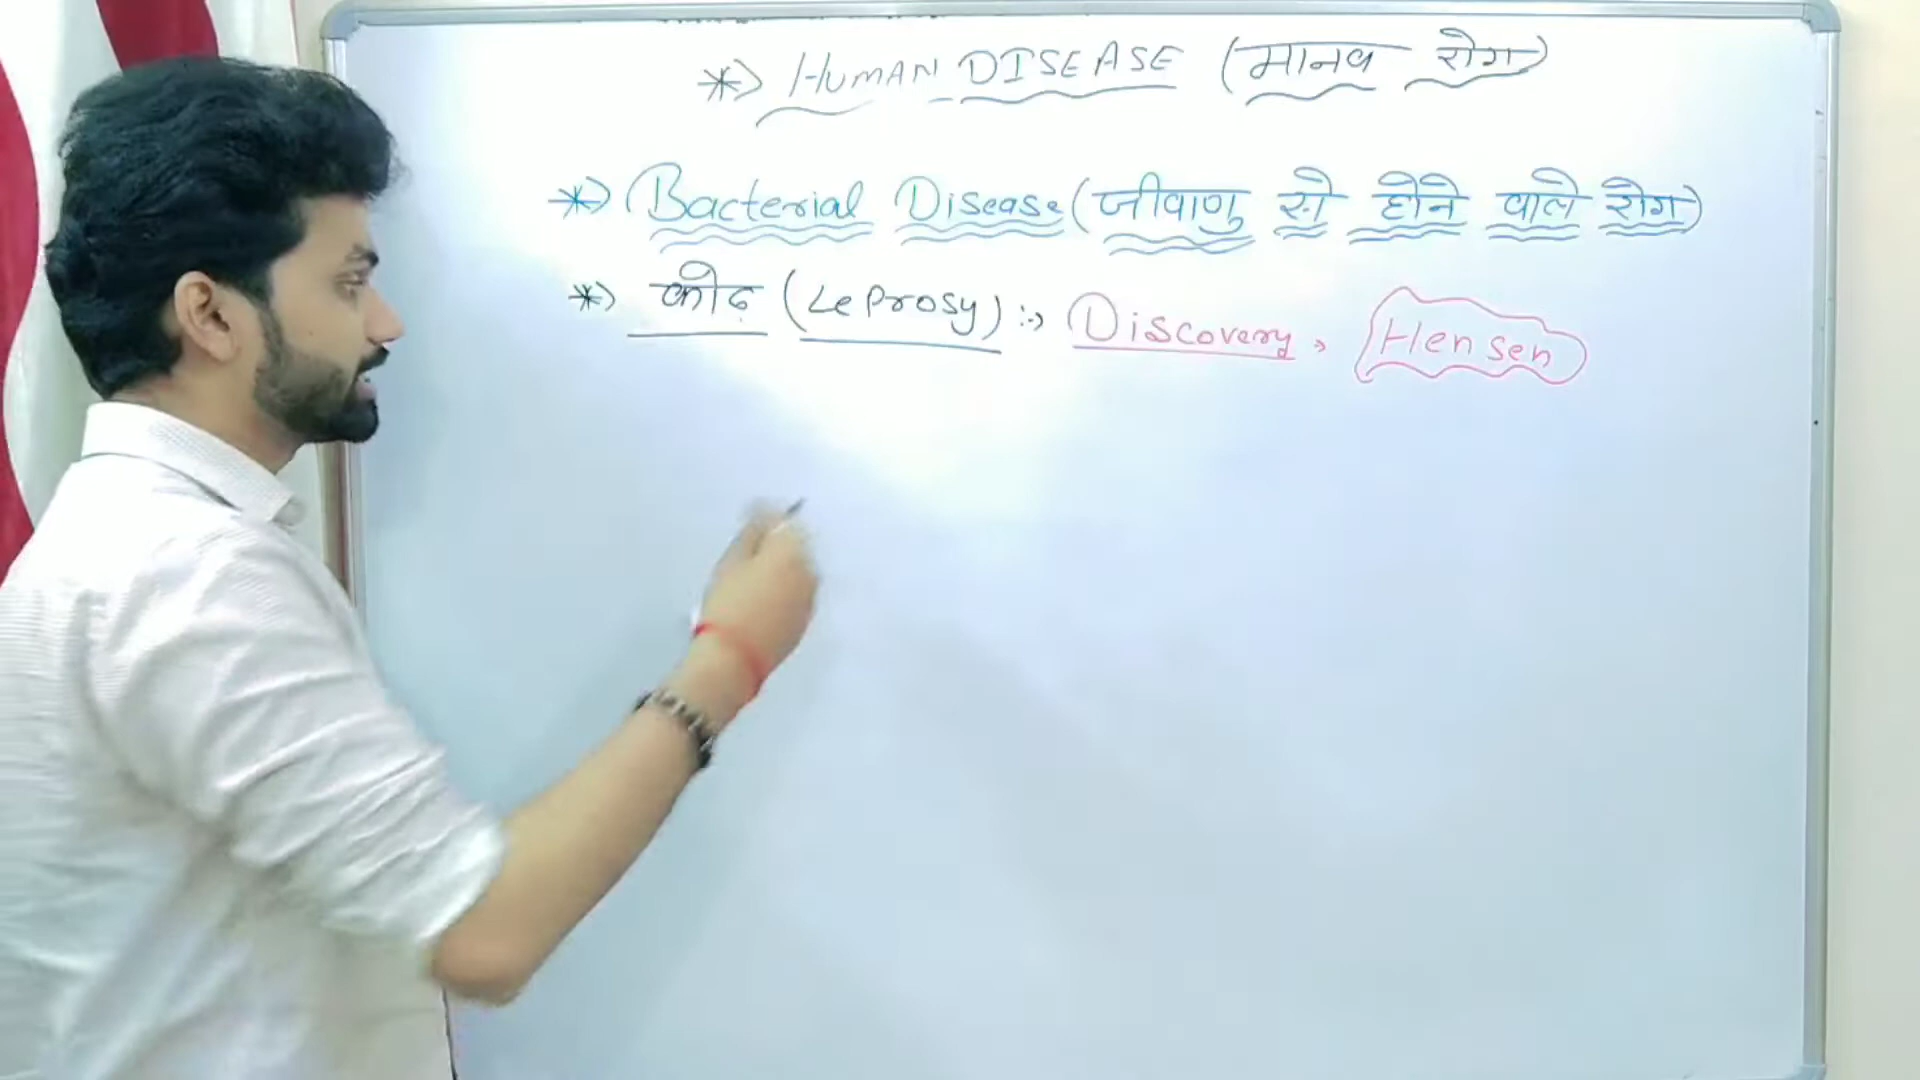 *) HUMAN DISEASE (मानव रोग)
*) Bacterial Disease (जीवाणु से होने वाले रोग)
*) कोढ़ (Leprosy) :-> Discovery, Hensen